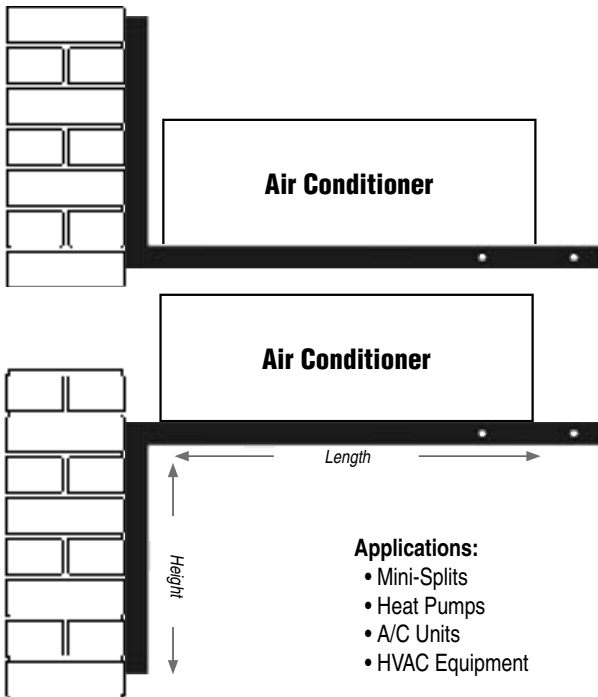 Air Conditioner
Air Conditioner
Length
Height
Applications:
• Mini-Splits
• Heat Pumps
• A/C Units
• HVAC Equipment